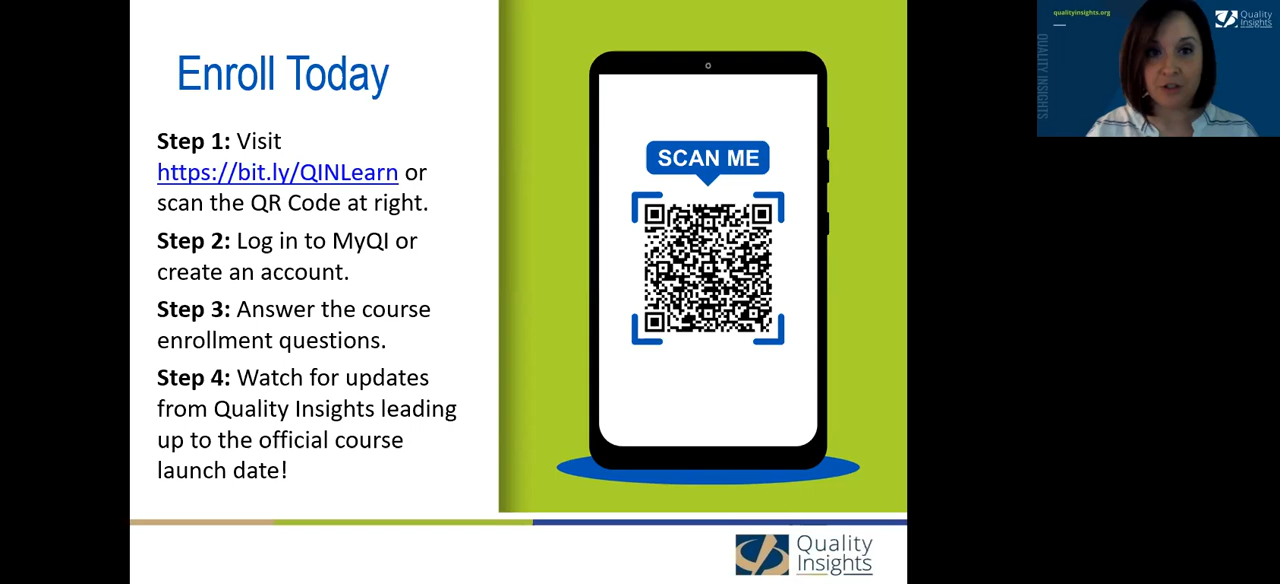 Enroll Today
Step 1: Visit
https://bit.ly/QINLearn or
scan the QR Code at right.
Step 2: Log in to MyQI or
create an account.
Step 3: Answer the course
enrollment questions.
Step 4: Watch for updates
from Quality Insights leading
up to the official course
launch date!
SCAN ME
Quality
Insights
qualityinsights.org
Quality
Insights
QUALITY INSIGHTS